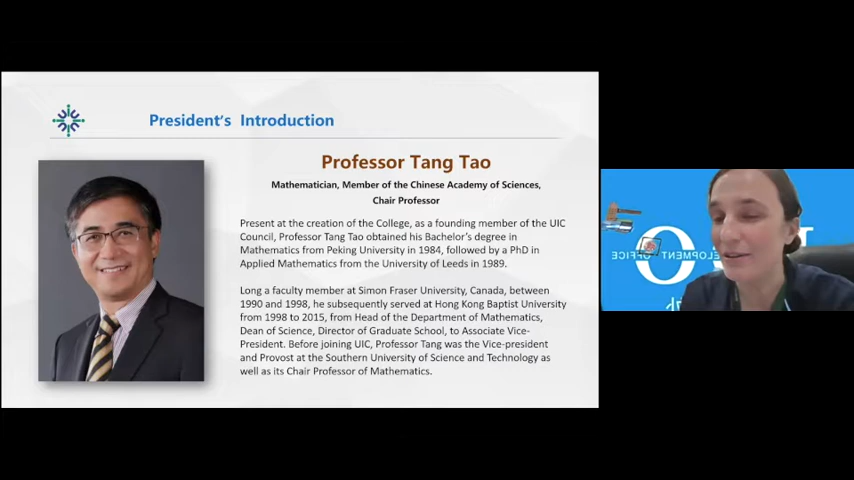 President's Introduction
Professor Tang Tao
Mathematician, Member of the Chinese Academy of Sciences,
Chair Professor
Present at the creation of the College, as a founding member of the UIC
Council, Professor Tang Tao obtained his Bachelor's degree in
Mathematics from Peking University in 1984, followed by a PhD in
Applied Mathematics from the University of Leeds in 1989.
Long a faculty member at Simon Fraser University, Canada, between
1990 and 1998, he subsequently served at Hong Kong Baptist University
from 1998 to 2015, from Head of the Department of Mathematics,
Dean of Science, Director of Graduate School, to Associate Vice-
President. Before joining UIC, Professor Tang was the Vice-president
and Provost at the Southern University of Science and Technology as
well as its Chair Professor of Mathematics.
ELOPMENT OFFICE